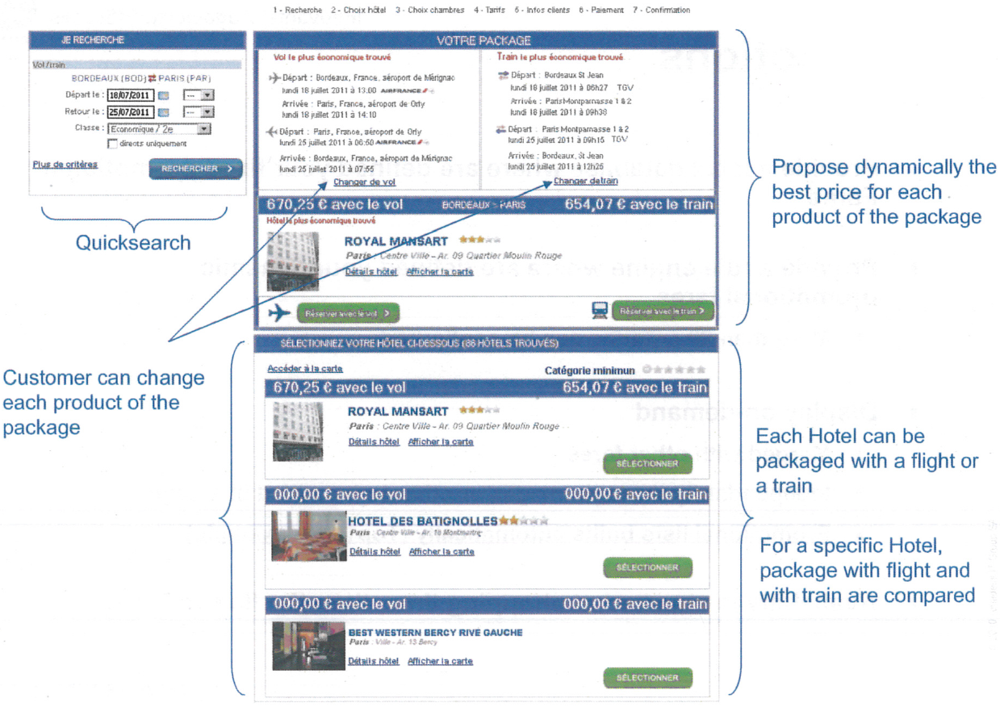 1 - Recherche 2 - Choix hôtel 3 - Choix chambres 4 - Tarifs 5 - Infos clients 6 - Paiement 7 - Confirmation
JE RECHERCHE
Vol/train
BORDEAUX (BOD) ⇄ PARIS (PAR)
Départ le : 18/07/2011 ---
Retour le : 25/07/2011 ---
Classe : Economique / 2e
directs uniquement
Plus de critères
RECHERCHER >
Quicksearch
VOTRE PACKAGE
Vol le plus économique trouvé
Départ : Bordeaux, France, aéroport de Mérignac
lundi 18 juillet 2011 à 13:00 AIRFRANCE
Arrivée : Paris, France, aéroport de Orly
lundi 18 juillet 2011 à 14:10
Départ : Paris, France, aéroport de Orly
lundi 25 juillet 2011 à 06:50 AIRFRANCE
Arrivée : Bordeaux, France, aéroport de Mérignac
lundi 25 juillet 2011 à 07:55
Changer de vol
Train le plus économique trouvé
Départ : Bordeaux St Jean
lundi 18 juillet 2011 à 06h27 TGV
Arrivée : ParisMontparnasse 1 & 2
lundi 18 juillet 2011 à 09h38
Départ : Paris Montparnasse 1 & 2
lundi 25 juillet 2011 à 09h15 TGV
Arrivée : Bordeaux, St Jean
lundi 25 juillet 2011 à 12h25
Changer detrain
670,25 € avec le vol BORDEAUX - PARIS 654,07 € avec le train
Hôtel le plus économique trouvé
ROYAL MANSART
Paris : Centre Ville - Ar. 09 Quartier Moulin Rouge
Détails hôtel Afficher la carte
Réserver avec le vol > Réserver avec le train >
Propose dynamically the
best price for each
product of the package
Customer can change
each product of the
package
SÉLECTIONNEZ VOTRE HÔTEL CI-DESSOUS (86 HÔTELS TROUVÉS)
Accéder à la carte Catégorie minimun
670,25 € avec le vol 654,07 € avec le train
ROYAL MANSART
Paris : Centre Ville - Ar. 09 Quartier Moulin Rouge
Détails hôtel Afficher la carte
SÉLECTIONNER
000,00 € avec le vol 000,00 € avec le train
HOTEL DES BATIGNOLLES
Paris : Centre Ville - Ar. 18 Montmartre
Détails hôtel Afficher la carte
SÉLECTIONNER
000,00 € avec le vol 000,00 € avec le train
BEST WESTERN BERCY RIVE GAUCHE
Paris : Ville - Ar. 13 Bercy
Détails hôtel Afficher la carte
SÉLECTIONNER
Each Hotel can be
packaged with a flight or
a train
For a specific Hotel,
package with flight and
with train are compared